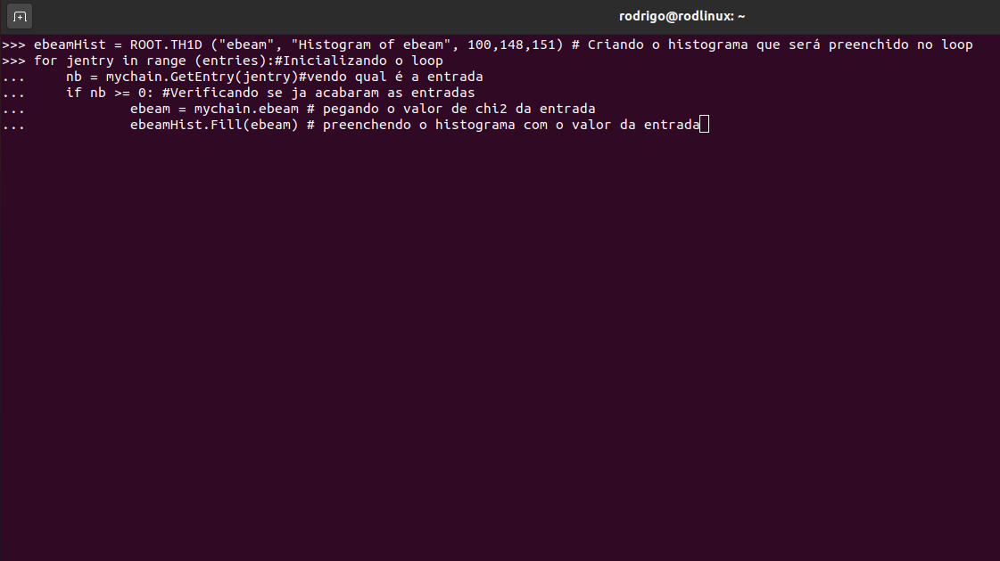 rodrigo@rodlinux: ~
>>> ebeamHist = ROOT.TH1D ("ebeam", "Histogram of ebeam", 100,148,151) # Criando o histograma que será preenchido no loop
>>> for jentry in range (entries):#Inicializando o loop
...     nb = mychain.GetEntry(jentry)#vendo qual é a entrada
...     if nb >= 0: #Verificando se ja acabaram as entradas
...             ebeam = mychain.ebeam # pegando o valor de chi2 da entrada
...             ebeamHist.Fill(ebeam) # preenchendo o histograma com o valor da entrada